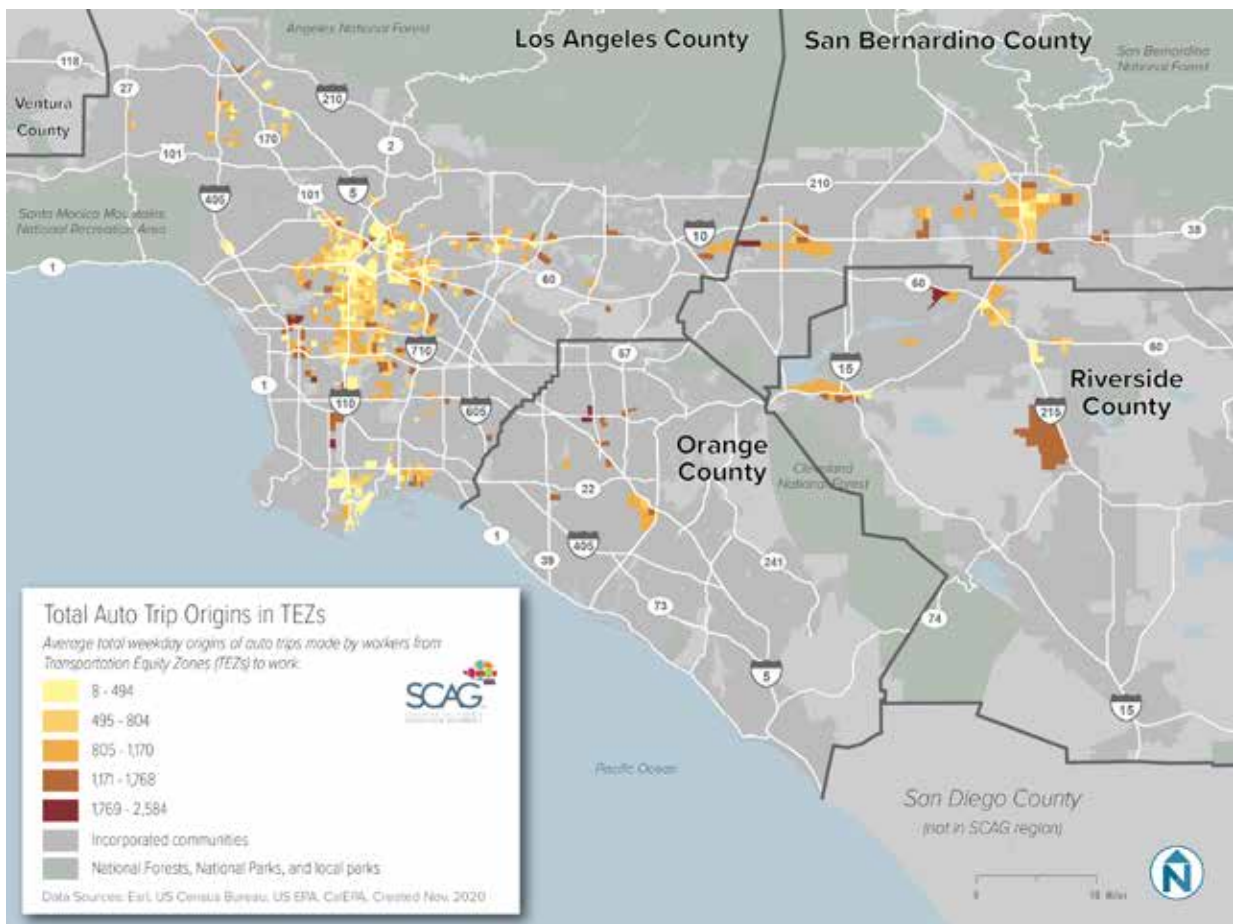 Angeles National Forest
Los Angeles County
San Bernardino County
San Bernardino
National Forest
118
27
Ventura
County
210
170
2
101
101
5
405
210
Santa Monica Mountains
National Recreation Area
10
38
1
60
60
710
57
15
60
Riverside
County
1
110
605
215
Orange
County
Cleveland
National Forest
22
1
405
39
241
73
74
5
15
Total Auto Trip Origins in TEZs
Average total weekday origins of auto trips made by workers from
Transportation Equity Zones (TEZs) to work.
SCAG
8 - 494
495 - 804
805 - 1,170
1,171 - 1,768
1,769 - 2,584
Incorporated communities
National Forests, National Parks, and local parks
Data Sources: Esri, US Census Bureau, US EPA, CalEPA, Created Nov, 2020
Pacific Ocean
San Diego County
(not in SCAG region)
0
10 Miles
N